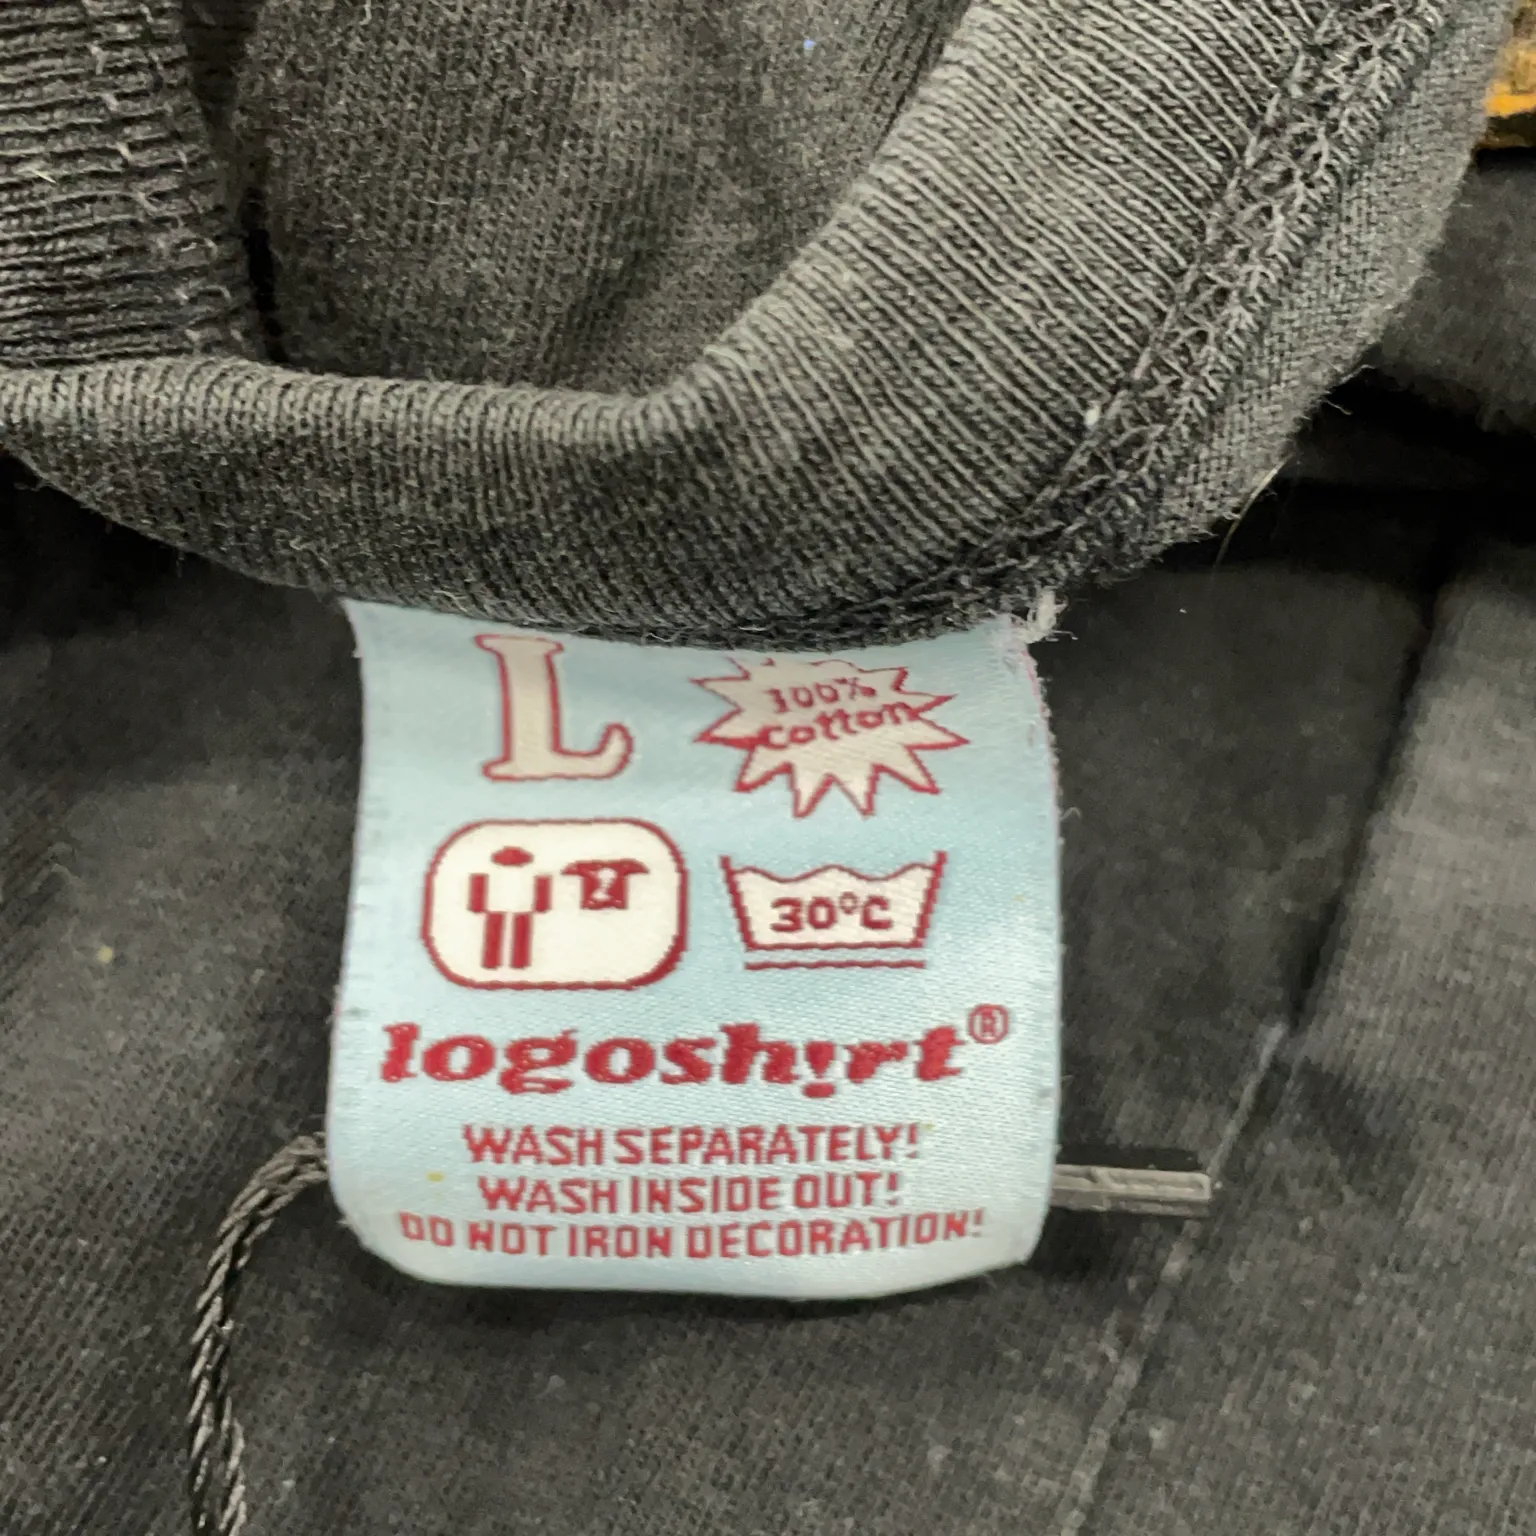 L
100%
cotton
30°C
logoshirt®
WASH SEPARATELY!
WASH INSIDE OUT!
DO NOT IRON DECORATION!